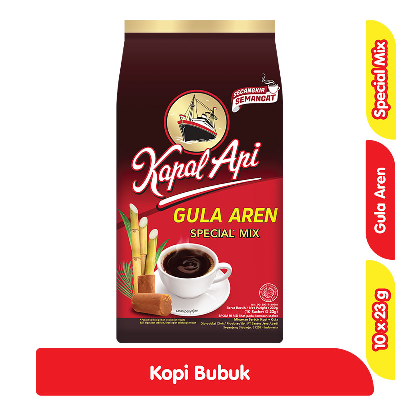 SECANGKIR
SEMANGAT
Kapal Api
GULA AREN
SPECIAL MIX
Special Mix
Gula Aren
10 x 23 g
Kopi Bubuk